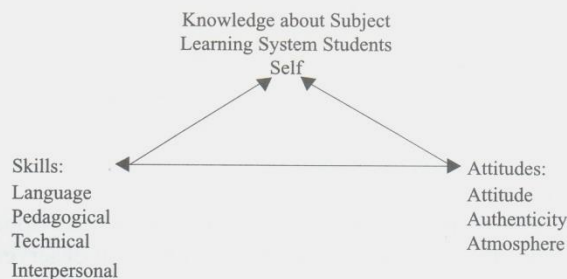 Knowledge about Subject
Learning System Students
Self
Skills:
Language
Pedagogical
Technical
Interpersonal
Attitudes:
Attitude
Authenticity
Atmosphere